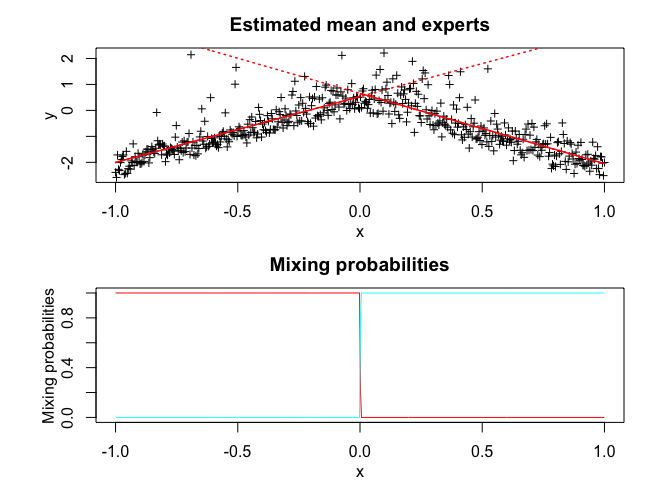 Estimated mean and experts
y
2
1
0
-2
-1.0 -0.5 0.0 0.5 1.0
x
Mixing probabilities
Mixing probabilities
0.8
0.4
0.0
-1.0 -0.5 0.0 0.5 1.0
x